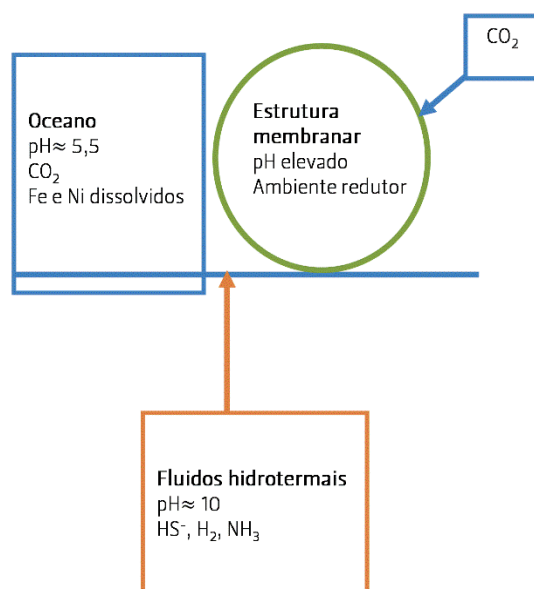 CO₂
Oceano
pH≈ 5,5
CO₂
Fe e Ni dissolvidos
Estrutura
membranar
pH elevado
Ambiente redutor
Fluidos hidrotermais
pH≈ 10
HS⁻, H₂, NH₃